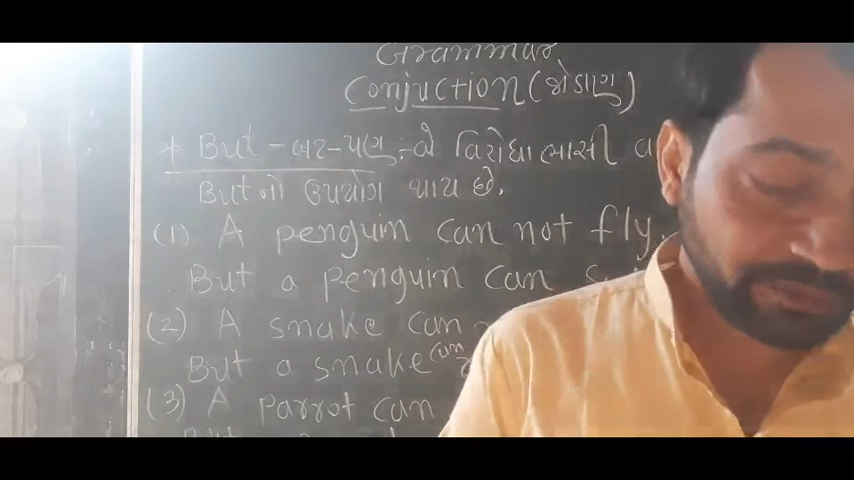 Grammar
Conjuction (જોડાણ)
* But - બટ - પણ :- બે વિરોધાભાસી વા
But નો ઉપયોગ થાય છે.
(1) A penguin can not fly.
But a penguin can
(2) A snake can
But a snake can
(3) A parrot can
But